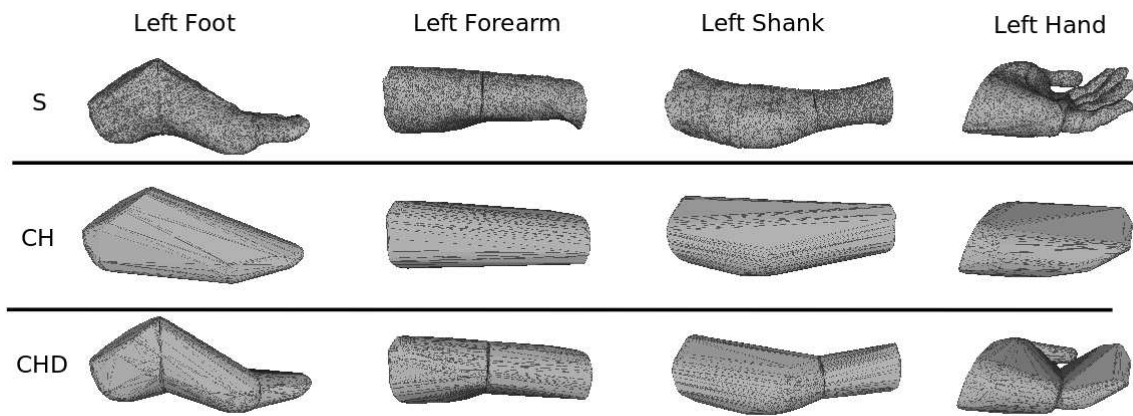 Left Foot Left Forearm Left Shank Left Hand
S
CH
CHD